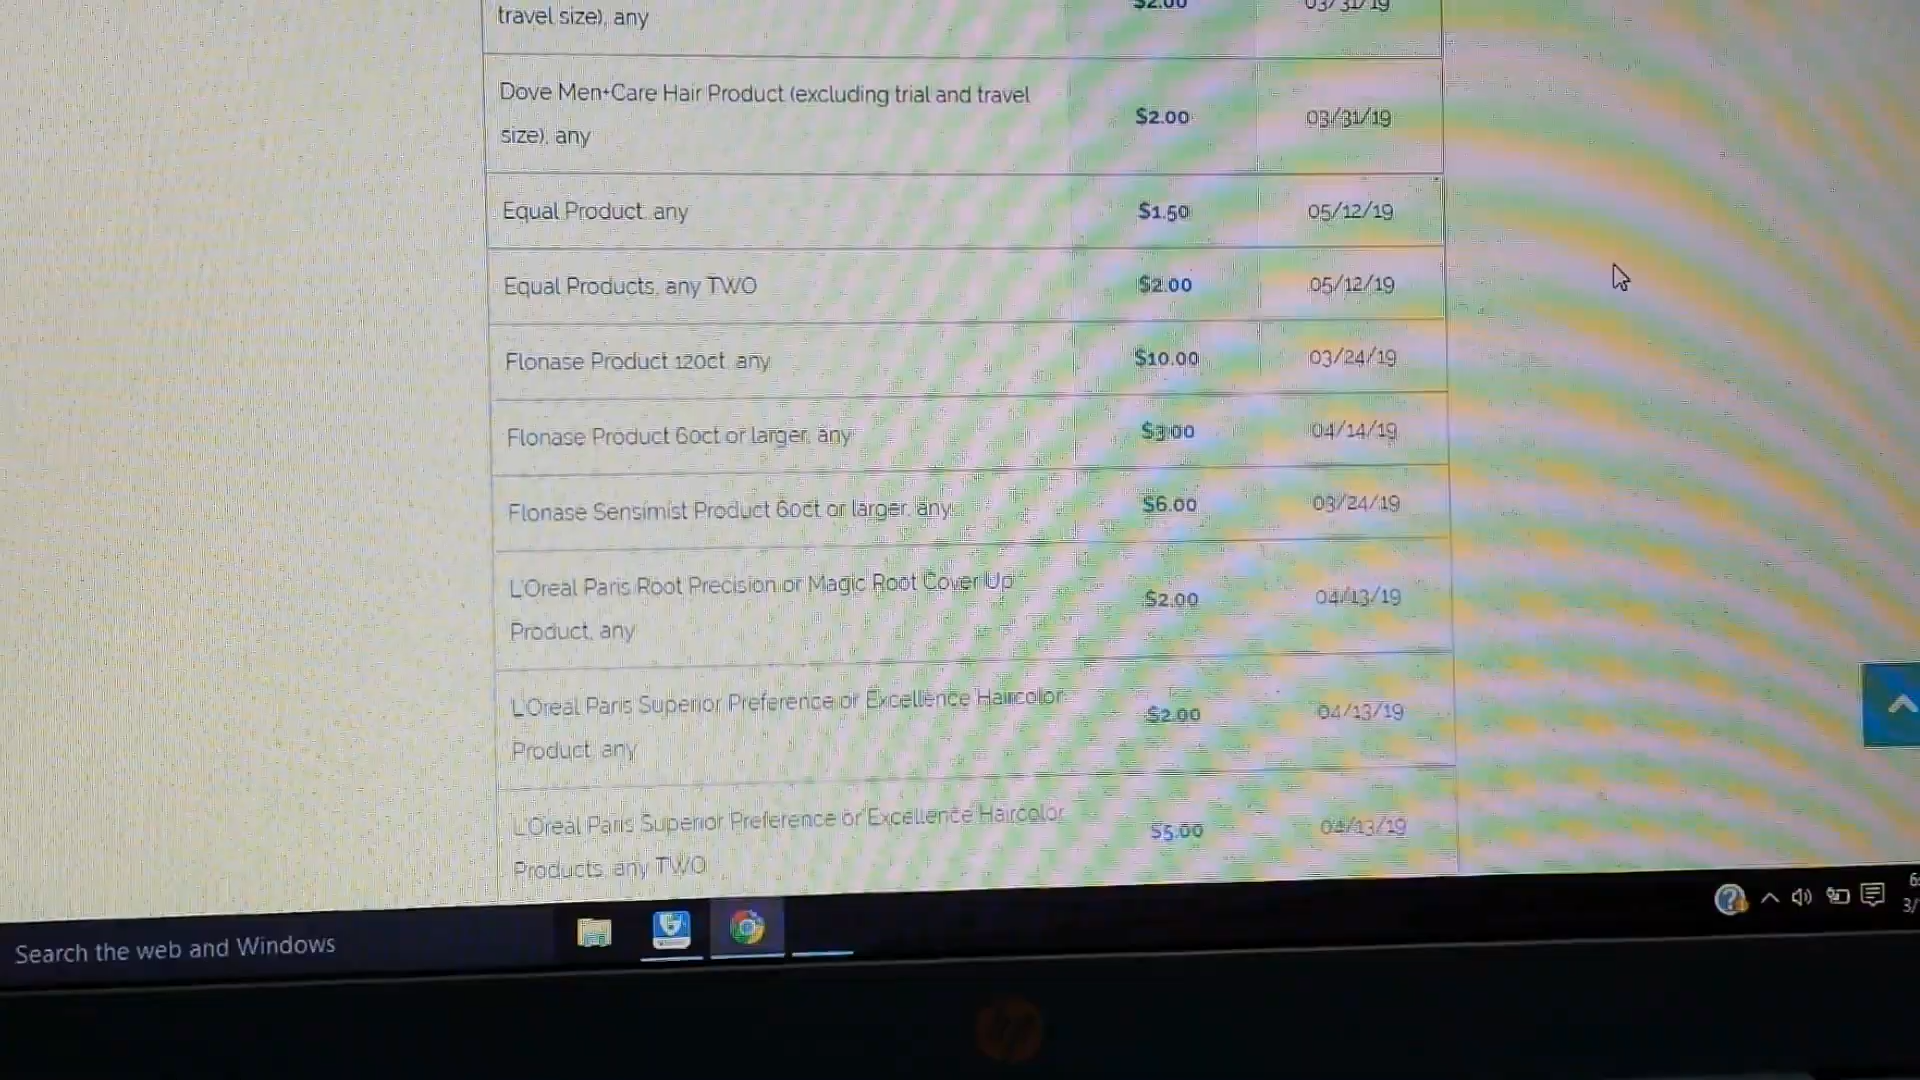 travel size), any $2.00 03/31/19
Dove Men+Care Hair Product (excluding trial and travel
size), any $2.00 03/31/19
Equal Product, any $1.50 05/12/19
Equal Products, any TWO $2.00 05/12/19
Flonase Product 120ct, any $10.00 03/24/19
Flonase Product 60ct or larger, any $3.00 04/14/19
Flonase Sensimist Product 60ct or larger, any $6.00 03/24/19
L'Oreal Paris Root Precision or Magic Root Cover Up
Product, any $2.00 04/13/19
L'Oreal Paris Superior Preference or Excellence Haircolor
Product, any $2.00 04/13/19
L'Oreal Paris Superior Preference or Excellence Haircolor
Products, any TWO $5.00 04/13/19
Search the web and Windows
hp